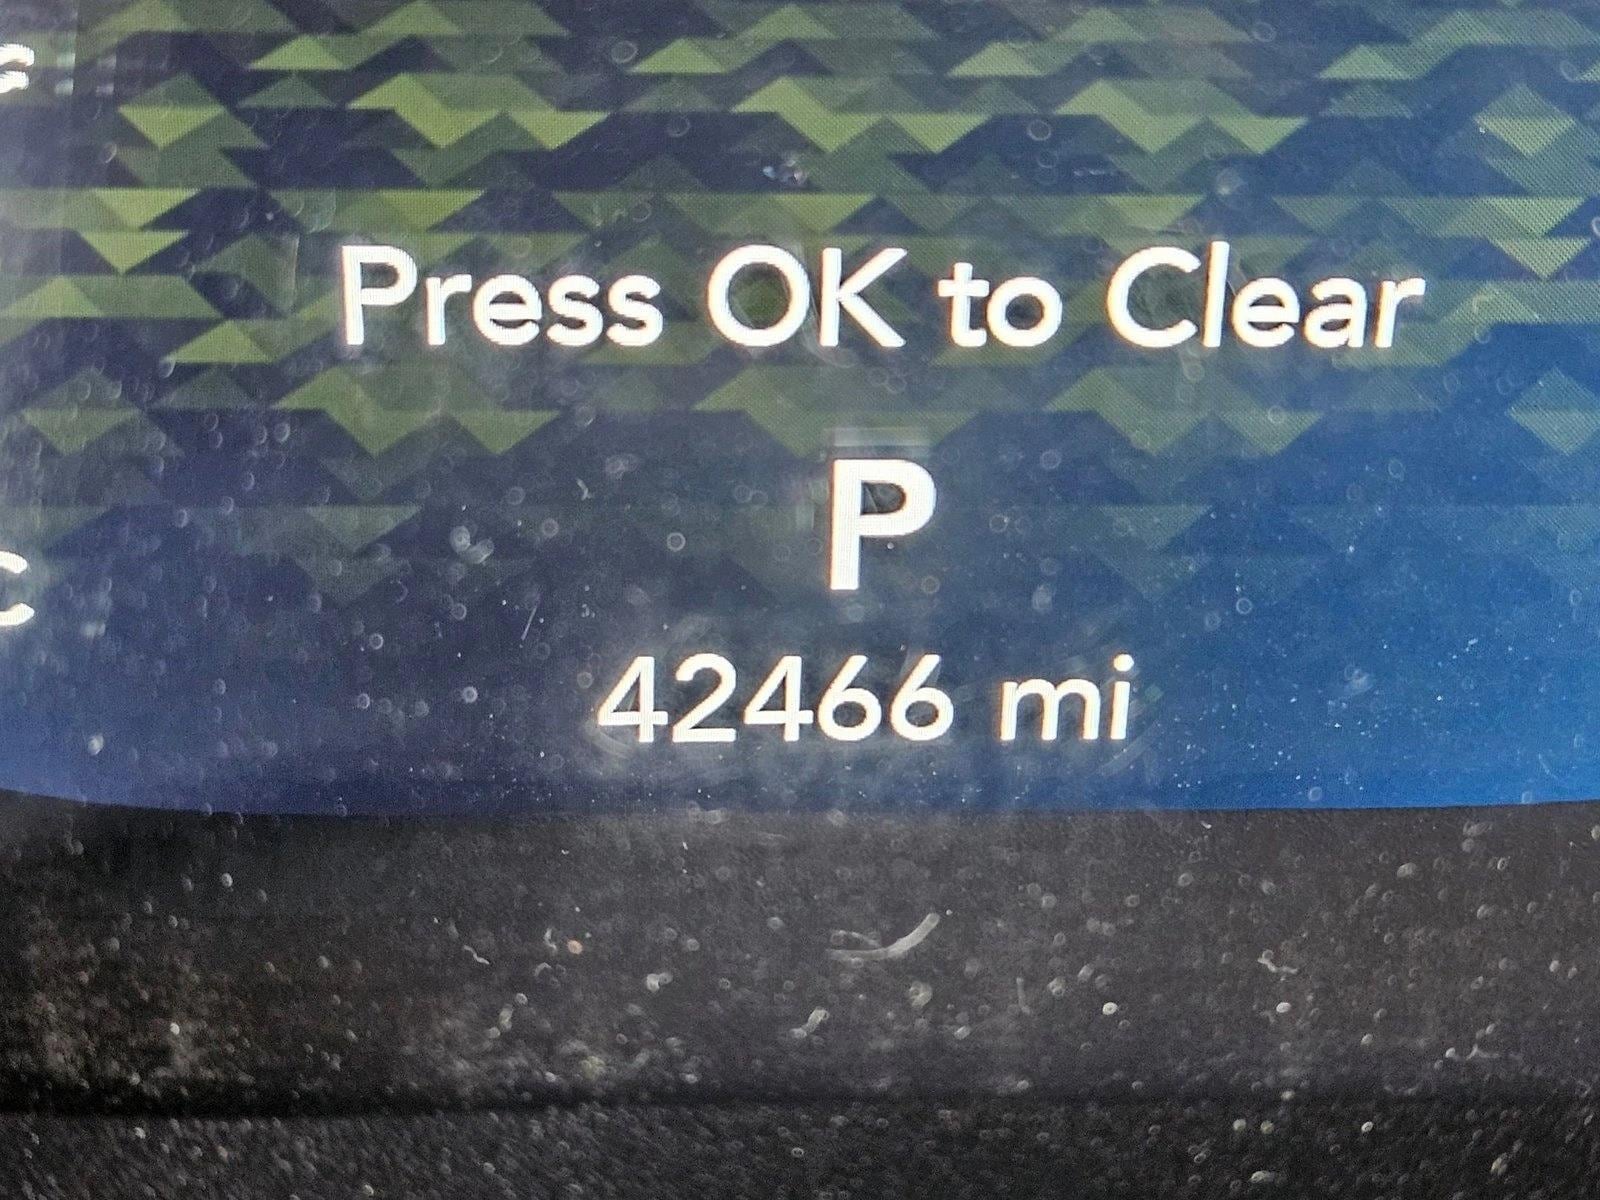 Press OK to Clear
P
42466 mi